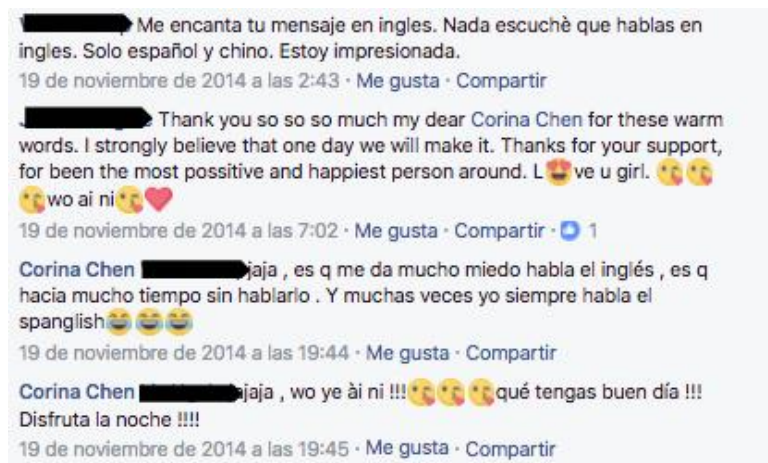 Me encanta tu mensaje en ingles. Nada escuchè que hablas en
ingles. Solo español y chino. Estoy impresionada.
19 de noviembre de 2014 a las 2:43 · Me gusta · Compartir
Thank you so so so much my dear Corina Chen for these warm
words. I strongly believe that one day we will make it. Thanks for your support,
for been the most possitive and happiest person around. L😍ve u girl. 😘😘
😘wo ai ni😘❤️
19 de noviembre de 2014 a las 7:02 · Me gusta · Compartir · 👍 1
Corina Chen jaja , es q me da mucho miedo habla el inglés , es q
hacia mucho tiempo sin hablarlo . Y muchas veces yo siempre habla el
spanglish😂😂😂
19 de noviembre de 2014 a las 19:44 · Me gusta · Compartir
Corina Chen jaja , wo ye ài ni !!!😘😘😘qué tengas buen día !!!
Disfruta la noche !!!!
19 de noviembre de 2014 a las 19:45 · Me gusta · Compartir